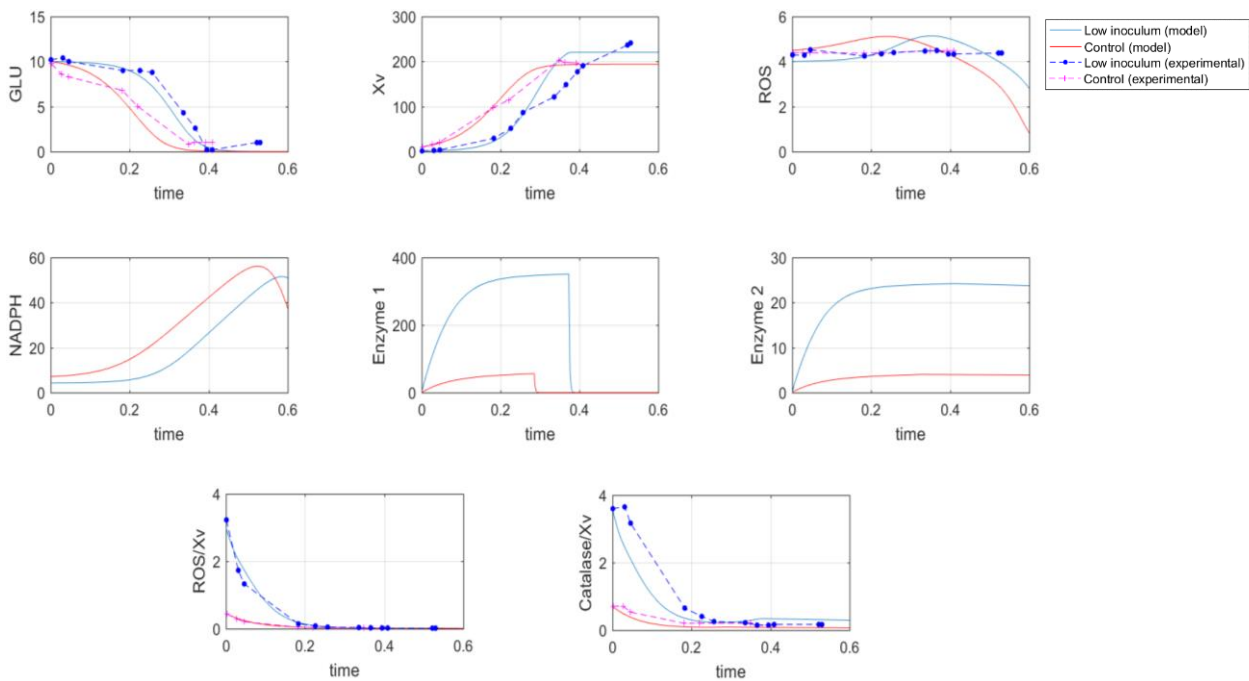 GLU
15
10
5
0
0 0.2 0.4 0.6
time
Xv
300
200
100
0
0 0.2 0.4 0.6
time
ROS
6
4
2
0
0 0.2 0.4 0.6
time
Low inoculum (model)
Control (model)
Low inoculum (experimental)
Control (experimental)
NADPH
60
40
20
0
0 0.2 0.4 0.6
time
Enzyme 1
400
200
0
0 0.2 0.4 0.6
time
Enzyme 2
30
20
10
0
0 0.2 0.4 0.6
time
ROS/Xv
4
2
0
0 0.2 0.4 0.6
time
Catalase/Xv
4
2
0
0 0.2 0.4 0.6
time